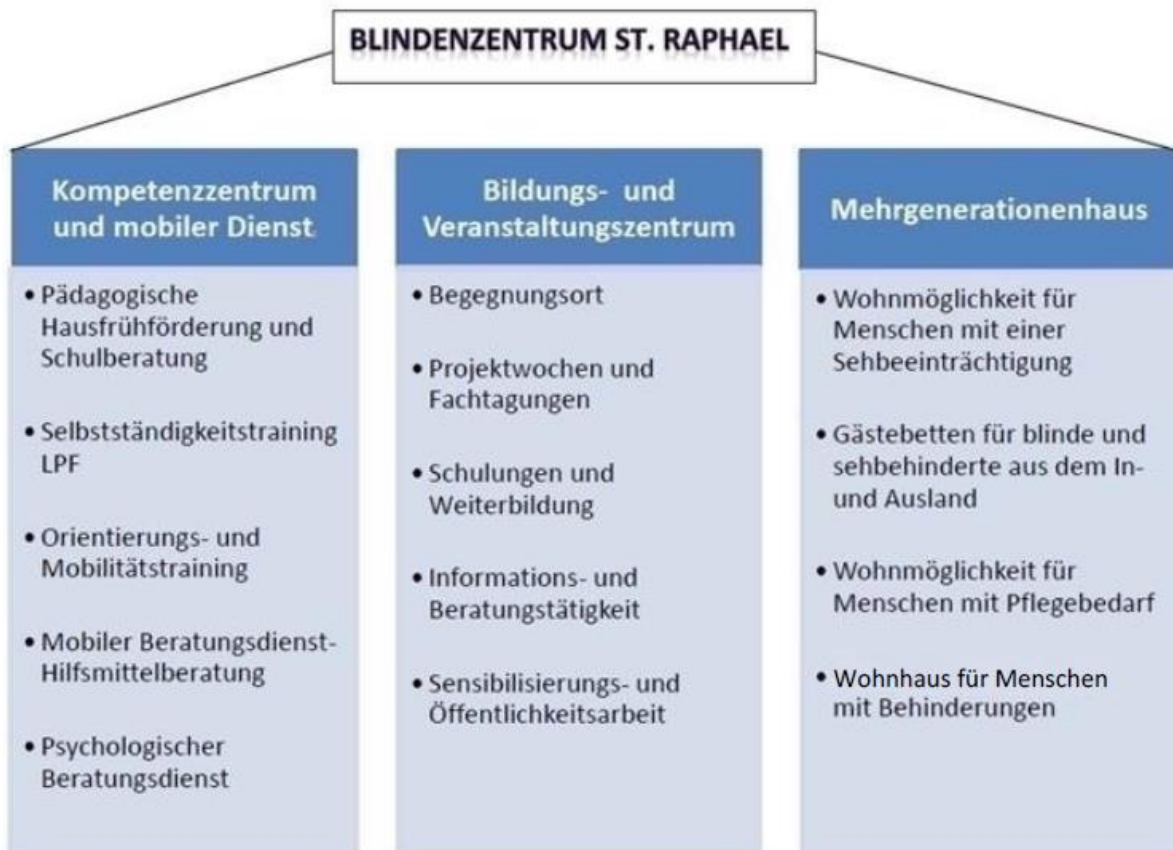 BLINDENZENTRUM ST. RAPHAEL
Kompetenzzentrum
und mobiler Dienst
• Pädagogische
Hausfrühförderung und
Schulberatung
• Selbstständigkeitstraining
LPF
• Orientierungs- und
Mobilitätstraining
• Mobiler Beratungsdienst-
Hilfsmittelberatung
• Psychologischer
Beratungsdienst
Bildungs- und
Veranstaltungszentrum
• Begegnungsort
• Projektwochen und
Fachtagungen
• Schulungen und
Weiterbildung
• Informations- und
Beratungstätigkeit
• Sensibilisierungs- und
Öffentlichkeitsarbeit
Mehrgenerationenhaus
• Wohnmöglichkeit für
Menschen mit einer
Sehbeeinträchtigung
• Gästebetten für blinde und
sehbehinderte aus dem In-
und Ausland
• Wohnmöglichkeit für
Menschen mit Pflegebedarf
• Wohnhaus für Menschen
mit Behinderungen